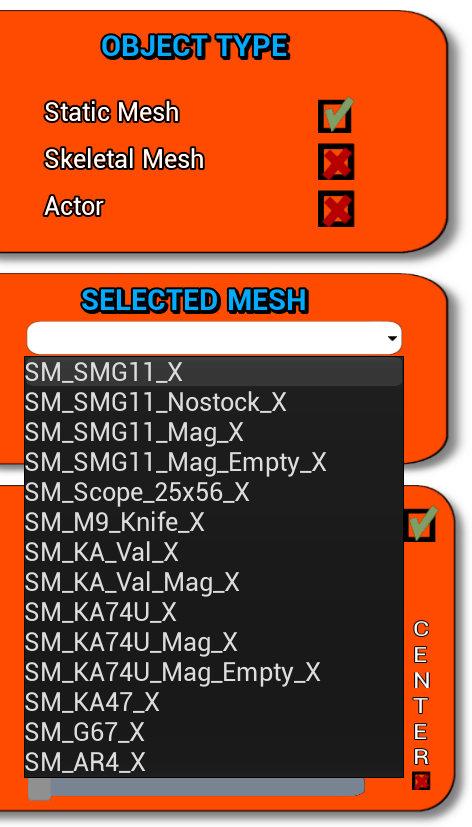 OBJECT TYPE
Static Mesh
Skeletal Mesh
Actor
SELECTED MESH
SM_SMG11_X
SM_SMG11_Nostock_X
SM_SMG11_Mag_X
SM_SMG11_Mag_Empty_X
SM_Scope_25x56_X
SM_M9_Knife_X
SM_KA_Val_X
SM_KA_Val_Mag_X
SM_KA74U_X
SM_KA74U_Mag_X
SM_KA74U_Mag_Empty_X
SM_KA47_X
SM_G67_X
SM_AR4_X
CENTER